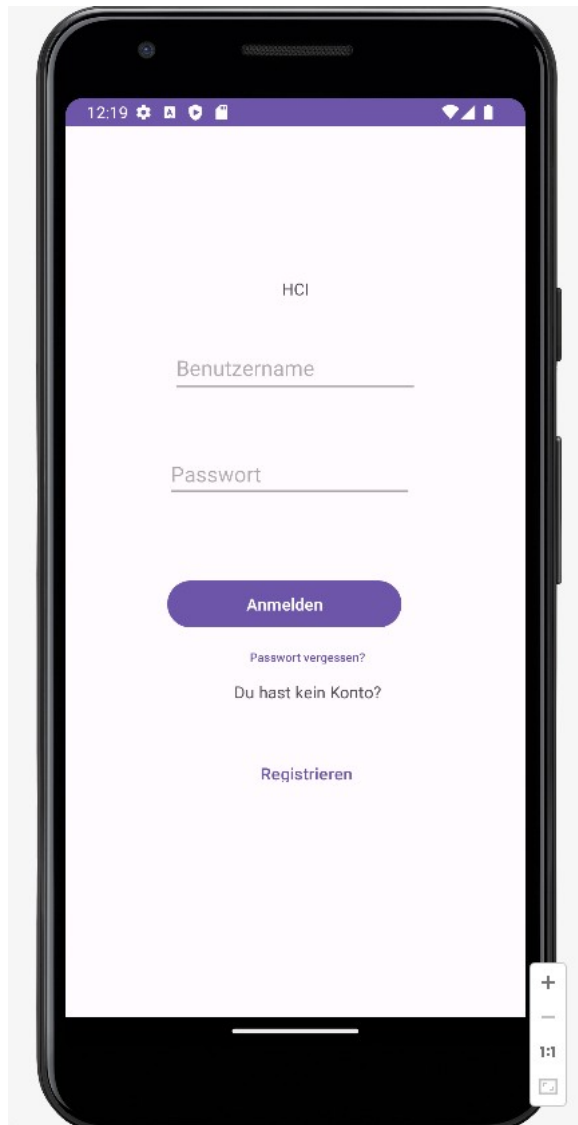 12:19
HCI
Benutzername
Passwort
Anmelden
Passwort vergessen?
Du hast kein Konto?
Registrieren
1:1